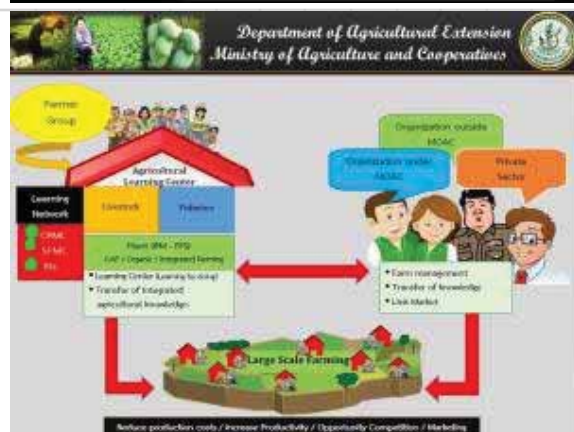 Department of Agricultural Extension
Ministry of Agriculture and Cooperatives
Farmer
Group
Agricultural
Learning Center
Learning
Network
Livestock
Fisheries
GAP / Organic / Integrated Farming
• Learning Center (Learning by doing)
• Transfer of Integrated
agricultural knowledge
Organization outside
MOAC
Organization under
MOAC
Private
Sector
• Farm management
• Transfer of knowledge
• Link Market
Large Scale Farming
Reduce production costs / Increase Productivity / Opportunity Competition / Marketing